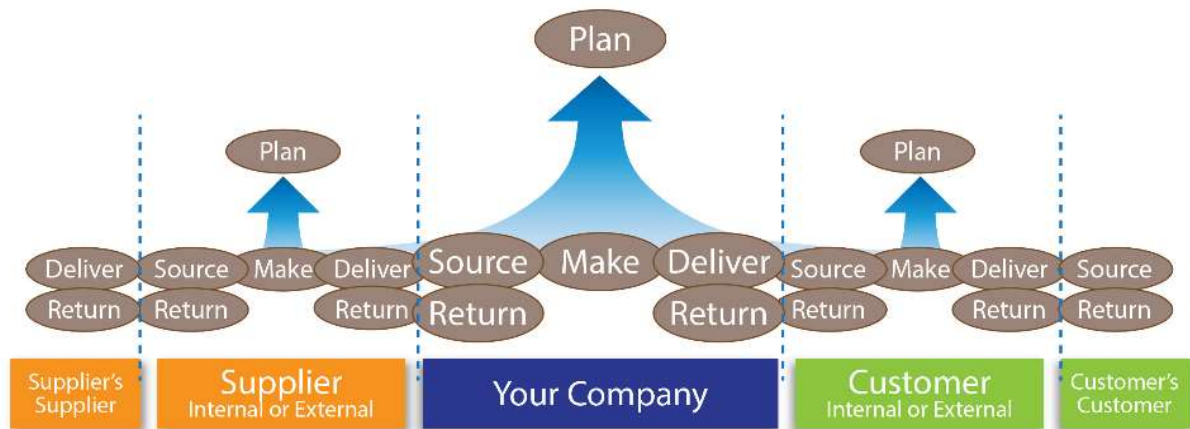 Plan
Plan
Plan
Deliver
Source
Make
Deliver
Source
Make
Deliver
Source
Make
Deliver
Source
Return
Return
Return
Return
Return
Return
Return
Return
Supplier's
Supplier
Supplier
Internal or External
Your Company
Customer
Internal or External
Customer's
Customer